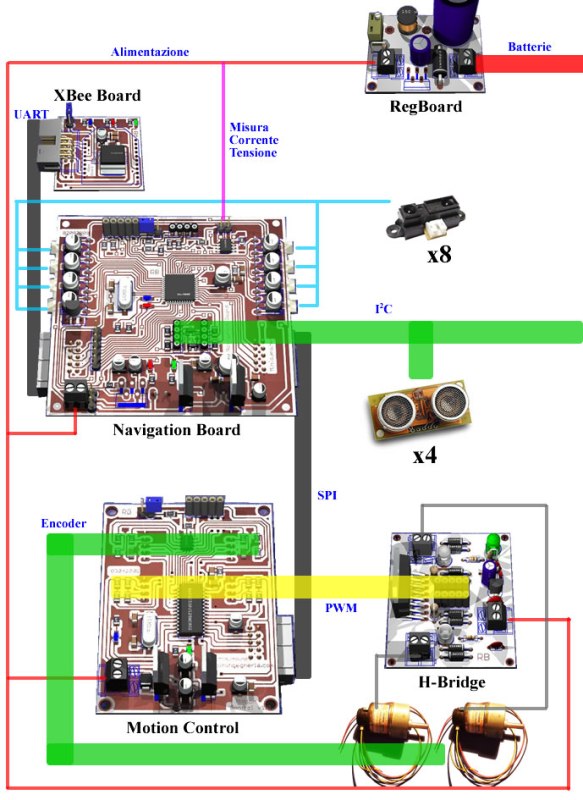 Alimentazione
Batterie
RegBoard
XBee Board
UART
Misura
Corrente
Tensione
x8
I²C
x4
Navigation Board
SPI
Encoder
PWM
RB
H-Bridge
Motion Control